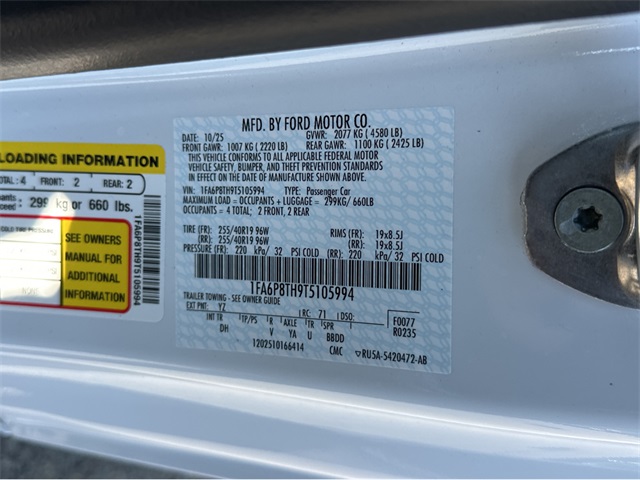 MFD. BY FORD MOTOR CO.
DATE: 10/25 GVWR: 2077 KG ( 4580 LB)
FRONT GAWR: 1007 KG ( 2220 LB) REAR GAWR: 1100 KG ( 2425 LB)
THIS VEHICLE CONFORMS TO ALL APPLICABLE FEDERAL MOTOR
VEHICLE SAFETY, BUMPER, AND THEFT PREVENTION STANDARDS
IN EFFECT ON THE DATE OF MANUFACTURE SHOWN ABOVE.
VIN: 1FA6P8TH9T5105994 TYPE: Passenger Car
MAXIMUM LOAD = OCCUPANTS + LUGGAGE = 299KG/ 660LB
OCCUPANTS = 4 TOTAL; 2 FRONT, 2 REAR
TIRE (FR): 255/40R19 96W RIMS (FR): 19x8.5J
(RR): 255/40R19 96W (RR): 19x8.5J
PRESSURE (FR): 220 kPa/ 32 PSI COLD (RR): 220 kPa/ 32 PSI COLD
1FA6P8TH9T5105994
TRAILER TOWING - SEE OWNER GUIDE
EXT PNT: YZ RC: 71 DSO: F0077
INT TR TP/PS R AXLE TR SPR R0235
DH V YA U BBDD
1202510166414 CMC ▽RU5A-5420472-AB
LOADING INFORMATION
TOTAL: 4 FRONT: 2 REAR: 2
299 kg or 660 lbs.
SEE OWNERS
MANUAL FOR
ADDITIONAL
INFORMATION
1FA6P8TH9T5105994